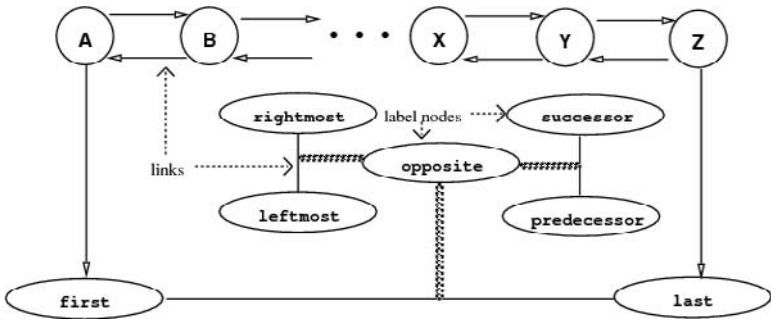 A
B
X
Y
Z
rightmost
label nodes
successor
links
opposite
leftmost
predecessor
first
last